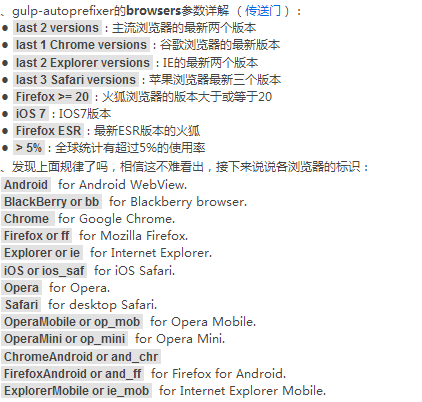 、gulp-autoprefixer的browsers参数详解 （传送门）：
● last 2 versions：主流浏览器的最新两个版本
● last 1 Chrome versions：谷歌浏览器的最新版本
● last 2 Explorer versions：IE的最新两个版本
● last 3 Safari versions：苹果浏览器最新三个版本
● Firefox >= 20：火狐浏览器的版本大于或等于20
● iOS 7：IOS7版本
● Firefox ESR：最新ESR版本的火狐
● > 5%：全球统计有超过5%的使用率
、发现上面规律了吗，相信这不难看出，接下来说说各浏览器的标识：
Android for Android WebView.
BlackBerry or bb for Blackberry browser.
Chrome for Google Chrome.
Firefox or ff for Mozilla Firefox.
Explorer or ie for Internet Explorer.
iOS or ios_saf for iOS Safari.
Opera for Opera.
Safari for desktop Safari.
OperaMobile or op_mob for Opera Mobile.
OperaMini or op_mini for Opera Mini.
ChromeAndroid or and_chr
FirefoxAndroid or and_ff for Firefox for Android.
ExplorerMobile or ie_mob for Internet Explorer Mobile.